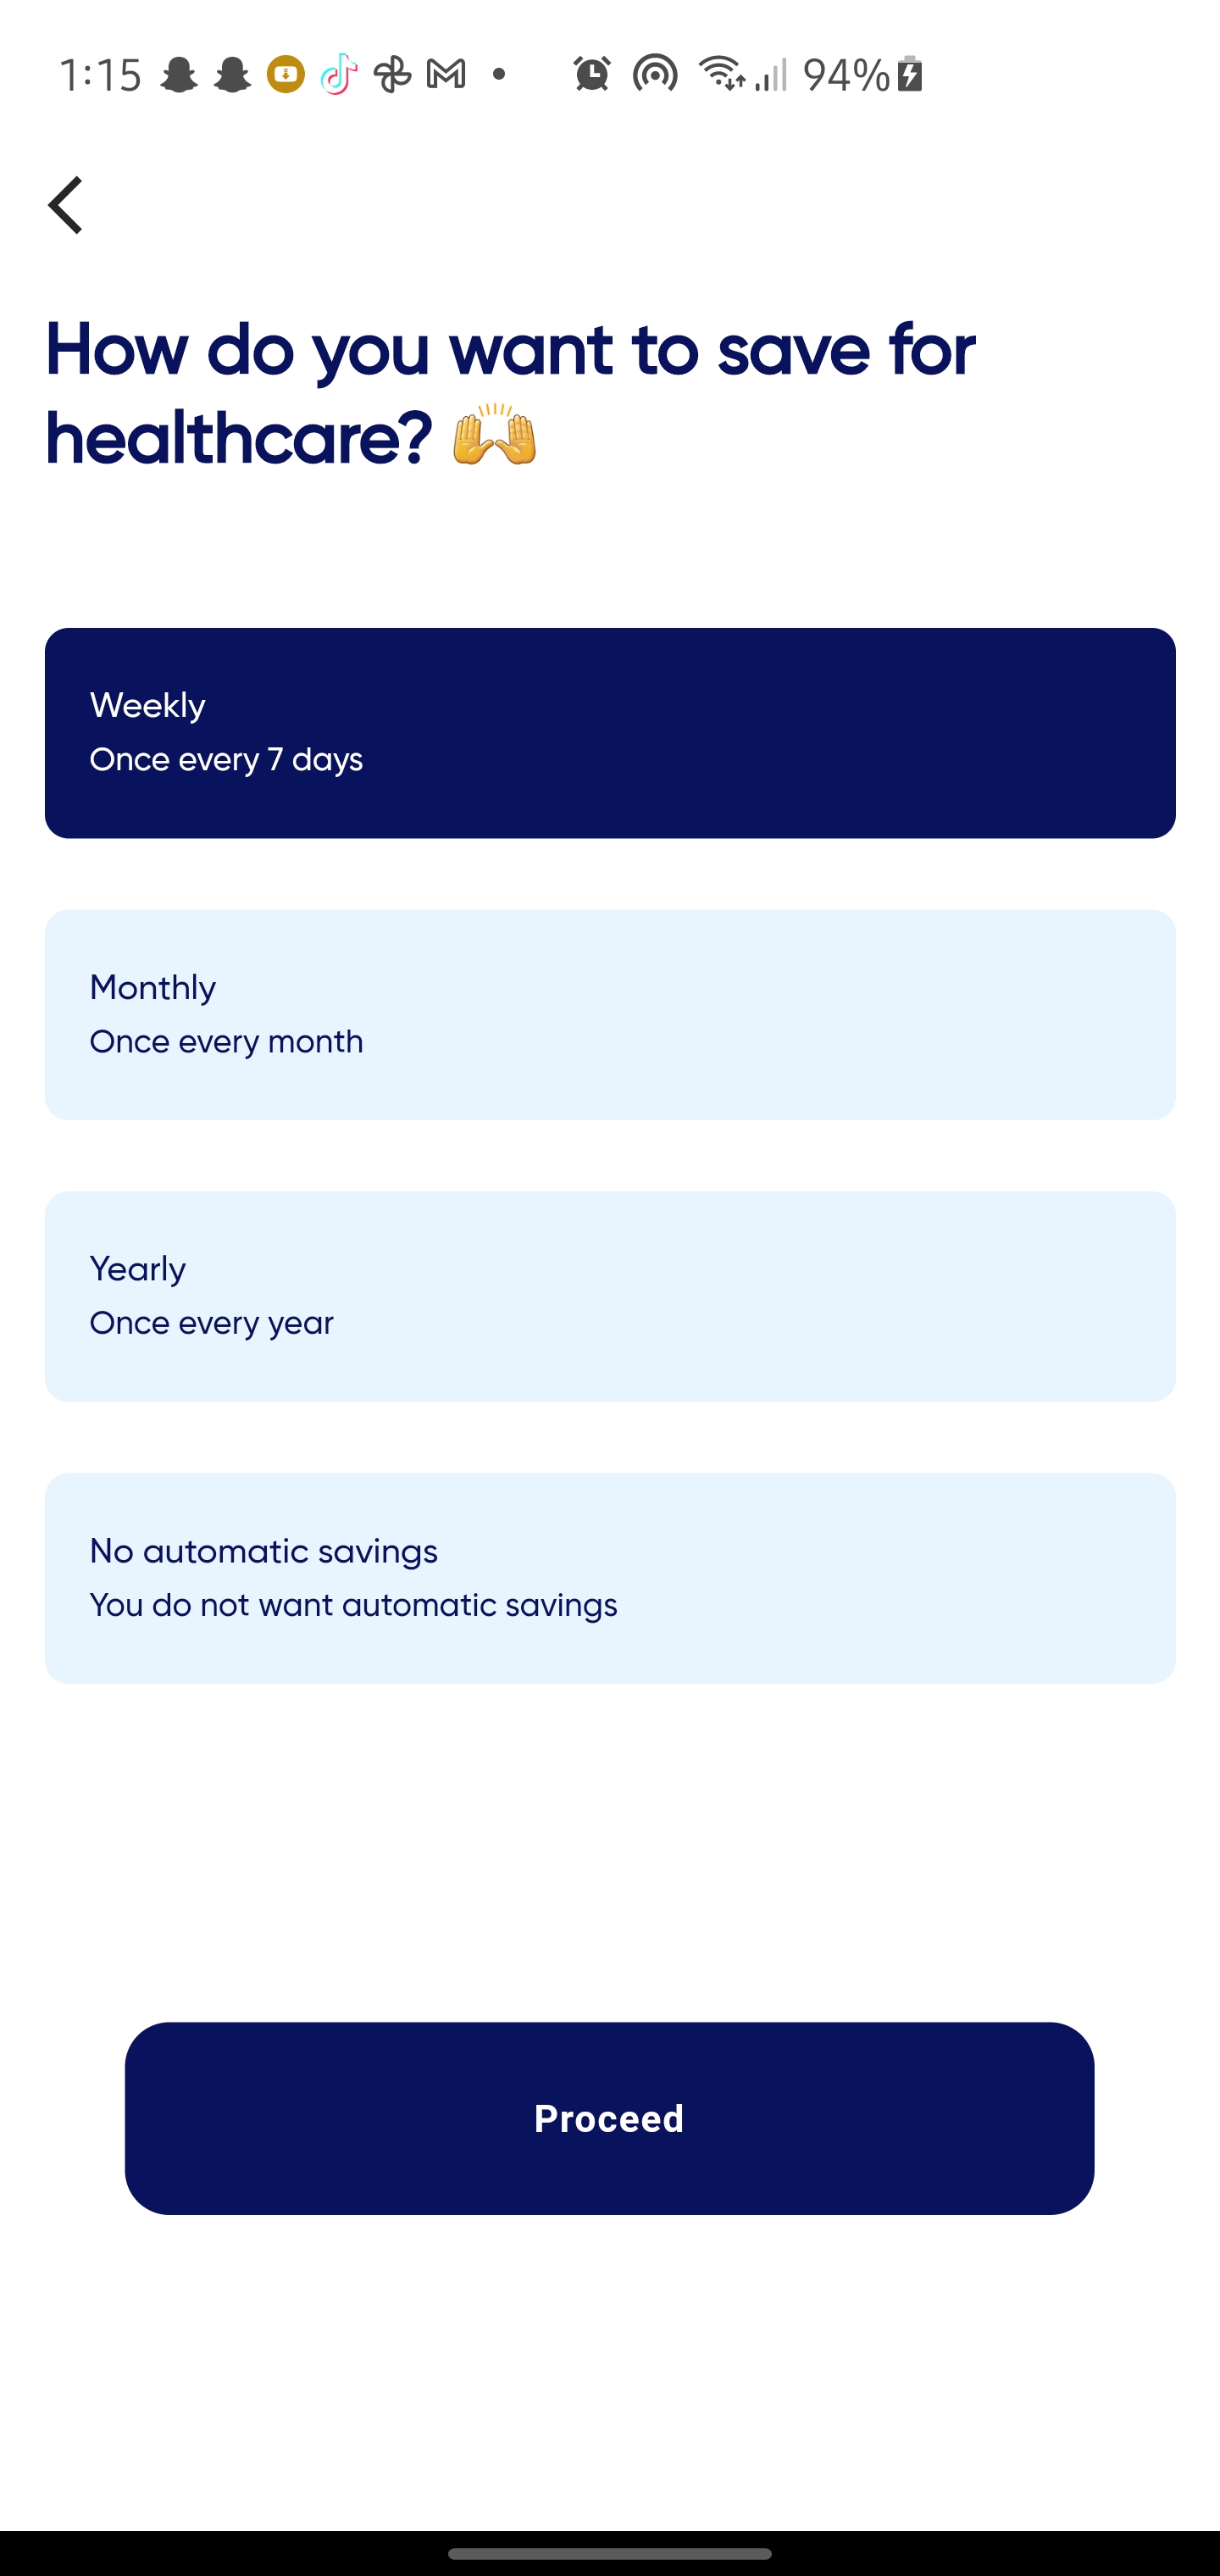 1:15 94%
How do you want to save for
healthcare? 🙌
Weekly
Once every 7 days
Monthly
Once every month
Yearly
Once every year
No automatic savings
You do not want automatic savings
Proceed